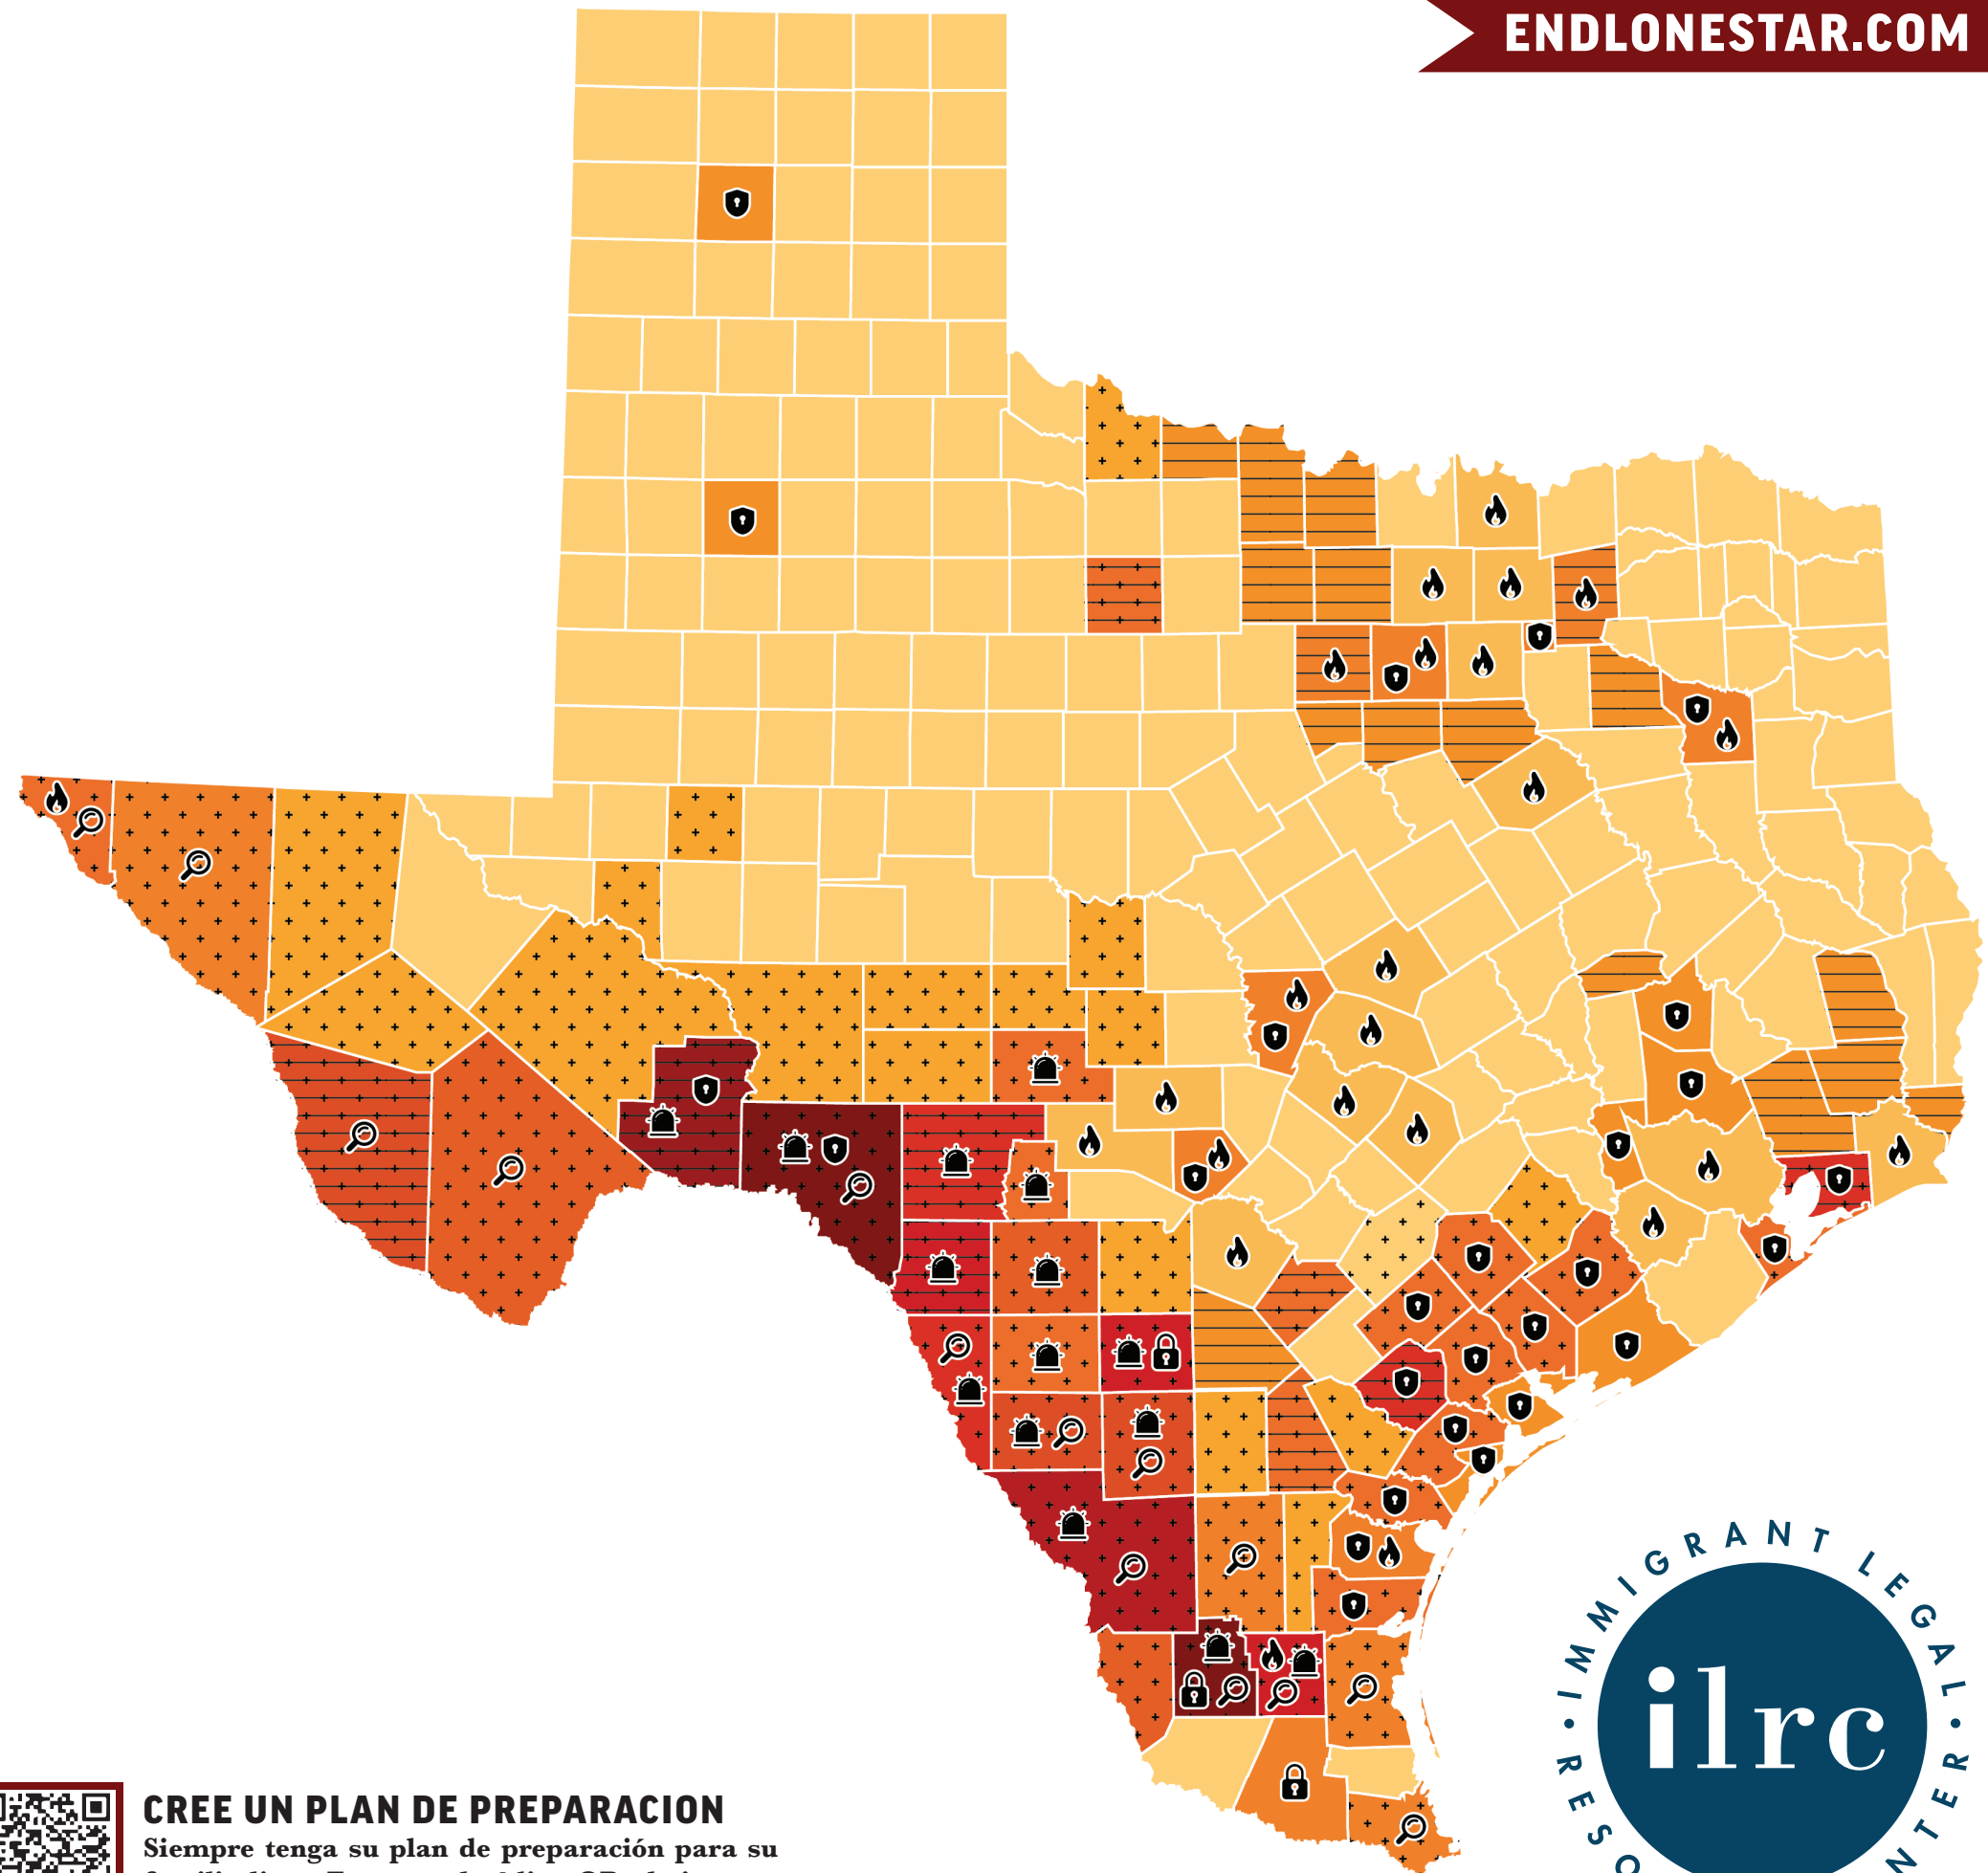 ENDLONESTAR.COM
CREE UN PLAN DE PREPARACION
Siempre tenga su plan de preparación para su
IMMIGRANT LEGAL
ilrc